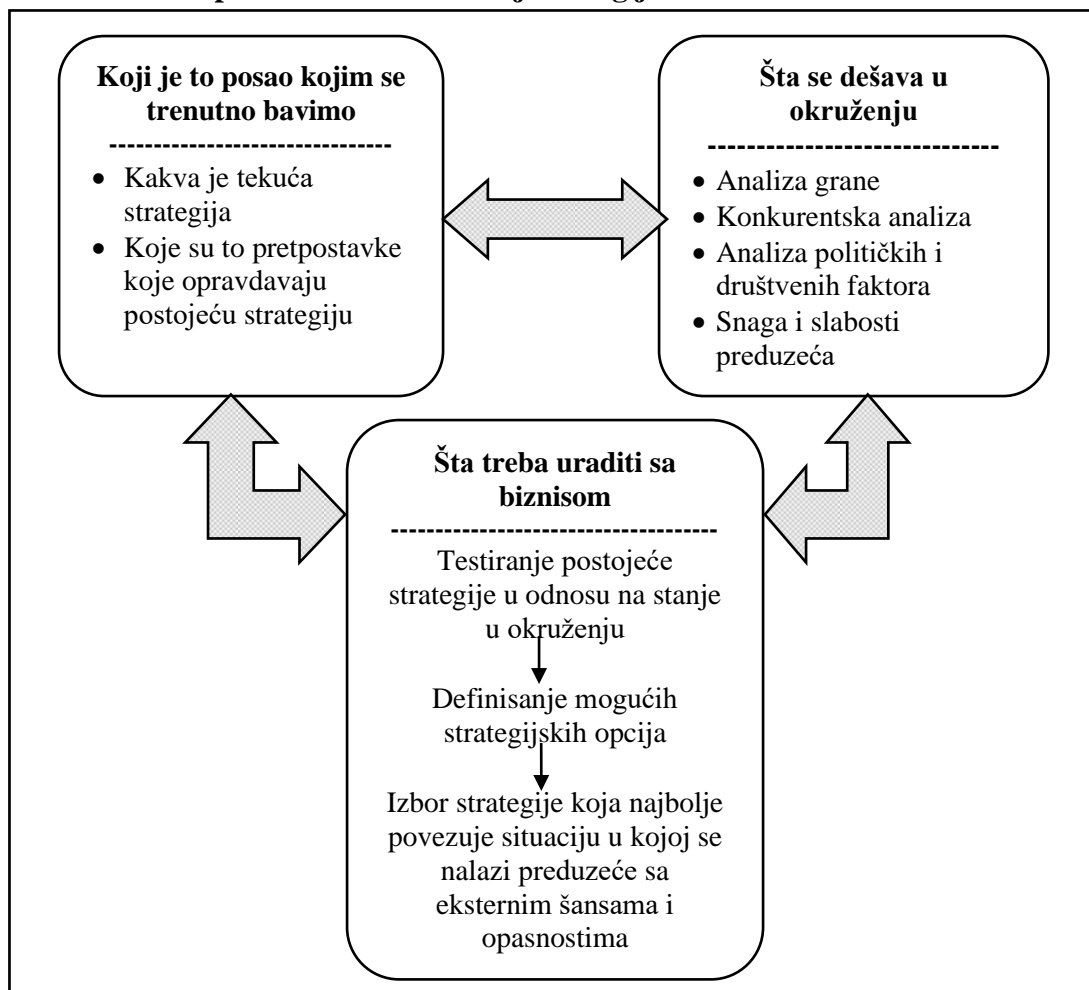 Koji je to posao kojim se
trenutno bavimo
--------------------------------
• Kakva je tekuća
strategija
• Koje su to pretpostavke
koje opravdavaju
postojeću strategiju
Šta se dešava u
okruženju
-----------------------------
• Analiza grane
• Konkurentska analiza
• Analiza političkih i
društvenih faktora
• Snaga i slabosti
preduzeća
Šta treba uraditi sa
biznisom
------------------------------------
Testiranje postojeće
strategije u odnosu na stanje
u okruženju
Definisanje mogućih
strategijskih opcija
Izbor strategije koja najbolje
povezuje situaciju u kojoj se
nalazi preduzeće sa
eksternim šansama i
opasnostima